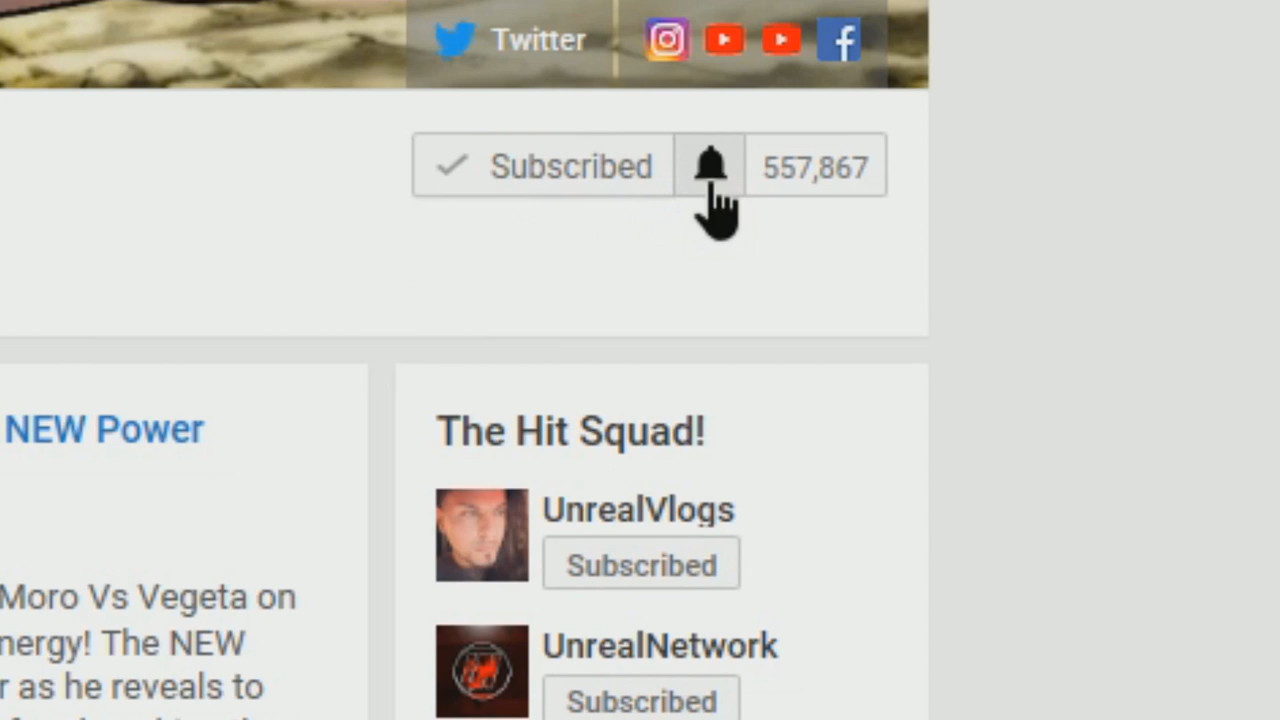 Twitter
Subscribed
557,867
NEW Power
Moro Vs Vegeta on
nergy! The NEW
r as he reveals to
The Hit Squad!
UnrealVlogs
Subscribed
UnrealNetwork
Subscribed